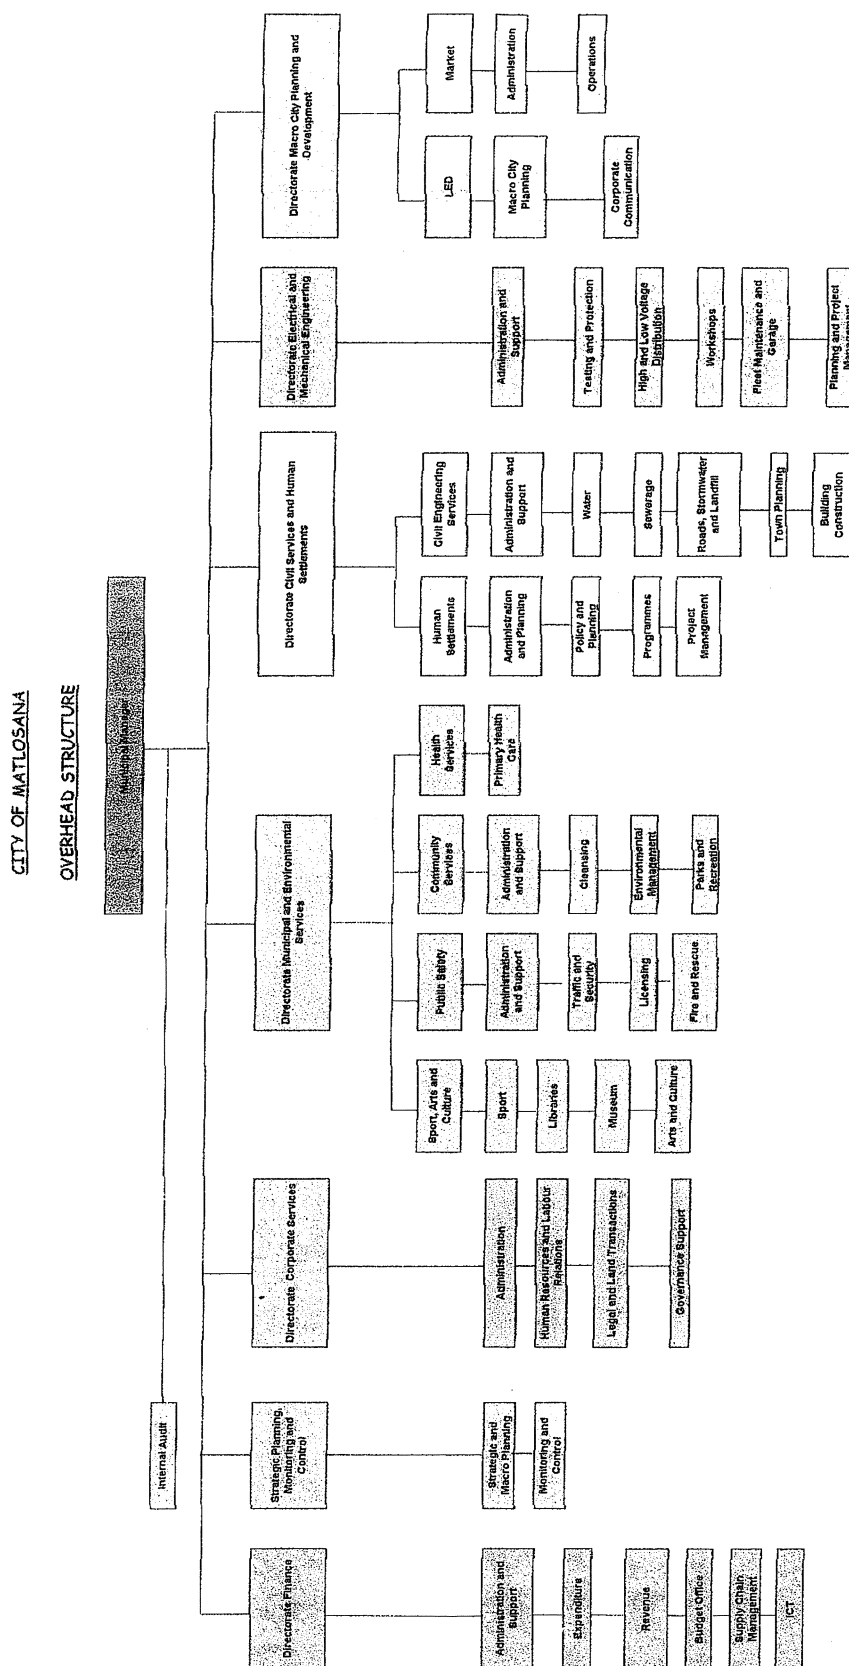 CITY OF MATLOSANA
OVERHEAD STRUCTURE
Municipal Manager
Internal Audit
Directorate Finance
Administration and
Support
Expenditure
Revenue
Budget Office
Supply Chain
Management
ICT
Strategic Planning,
Monitoring and
Control
Strategic and
Macro Planning
Monitoring and
Control
Directorate Corporate Services
Administration
Human Resources and Labour
Relations
Legal and Land Transactions
Governance Support
Directorate Municipal and Environmental
Services
Sport, Arts and
Culture
Sport
Libraries
Museum
Arts and Culture
Public Safety
Administration
and Support
Traffic and
Security
Licensing
Fire and Rescue
Community
Services
Administration
and Support
Cleansing
Environmental
Management
Parks and
Recreation
Health
Services
Primary Health
Care
Directorate Civil Services and Human
Settlements
Human
Settlements
Administration
and Planning
Policy and
Planning
Programmes
Project
Management
Civil Engineering
Services
Administration and
Support
Water
Sewerage
Roads, Stormwater
and Landfill
Town Planning
Building
Construction
Directorate Electrical and
Mechanical Engineering
Administration and
Support
Testing and Protection
High and Low Voltage
Distribution
Workshops
Fleet Maintenance and
Garage
Planning and Project
Management
Directorate Macro City Planning and
Development
LED
Macro City
Planning
Corporate
Communication
Market
Administration
Operations